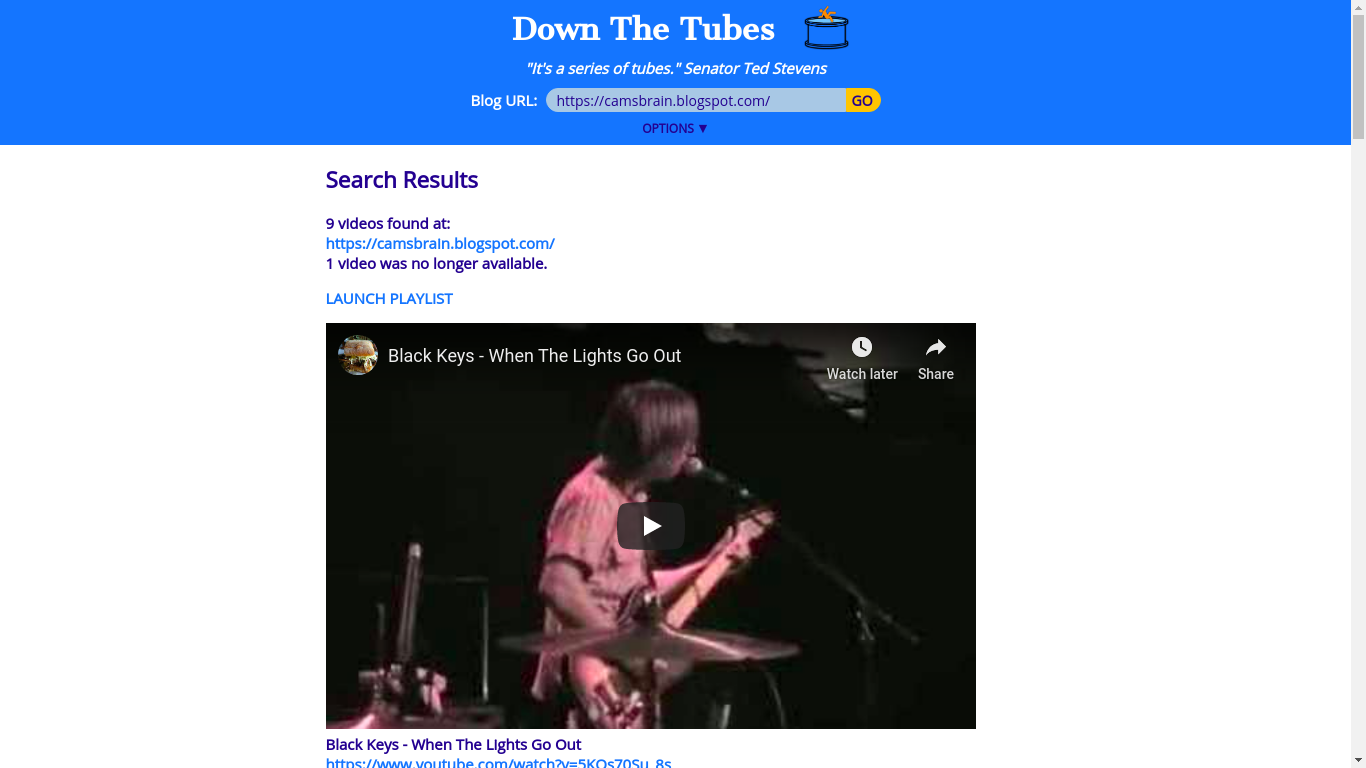 Down The Tubes
"It's a series of tubes." Senator Ted Stevens
Blog URL: https://camsbrain.blogspot.com/ GO
OPTIONS ▼
Search Results
9 videos found at:
https://camsbrain.blogspot.com/
1 video was no longer available.
LAUNCH PLAYLIST
Black Keys - When The Lights Go Out
Watch later Share
Black Keys - When The Lights Go Out
https://www.youtube.com/watch?v=5KQs70Su_8s